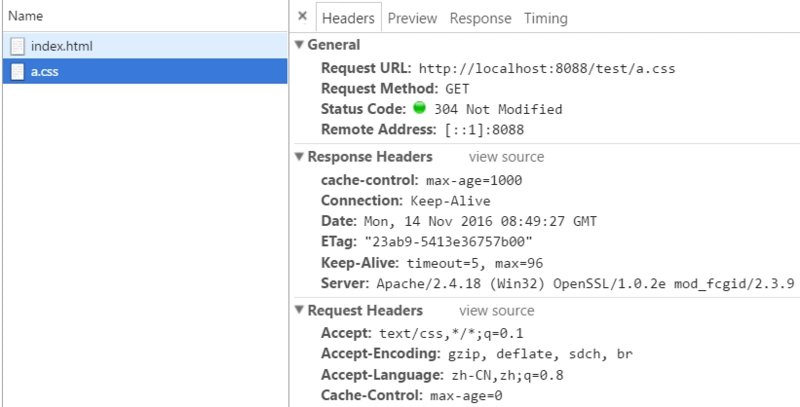 Name
index.html
a.css
× Headers Preview Response Timing
General
Request URL: http://localhost:8088/test/a.css
Request Method: GET
Status Code: 304 Not Modified
Remote Address: [::1]:8088
Response Headers view source
cache-control: max-age=1000
Connection: Keep-Alive
Date: Mon, 14 Nov 2016 08:49:27 GMT
ETag: "23ab9-5413e36757b00"
Keep-Alive: timeout=5, max=96
Server: Apache/2.4.18 (Win32) OpenSSL/1.0.2e mod_fcgid/2.3.9
Request Headers view source
Accept: text/css,*/*;q=0.1
Accept-Encoding: gzip, deflate, sdch, br
Accept-Language: zh-CN,zh;q=0.8
Cache-Control: max-age=0